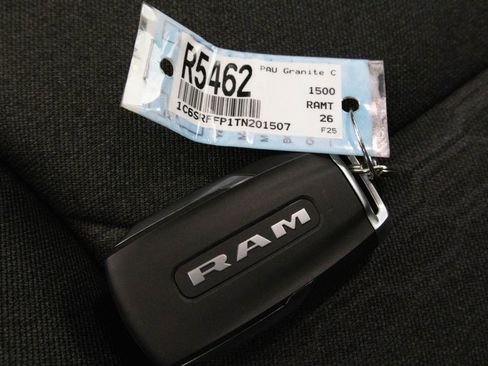 R5462
PAU Granite C
1500
RAMT
1C6SRFFP1TN201507
26
F25
RAM